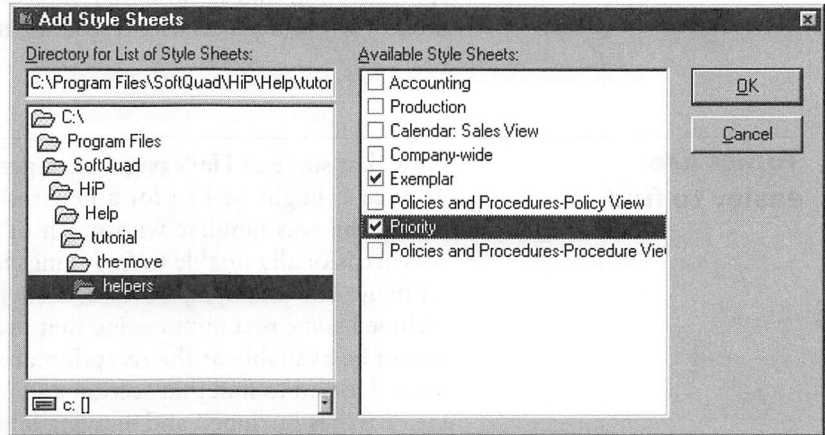 Add Style Sheets
Directory for List of Style Sheets:
C:\Program Files\SoftQuad\HiP\Help\tutor
C:\
Program Files
SoftQuad
HiP
Help
tutorial
the-move
helpers
c: []
Available Style Sheets:
Accounting
Production
Calendar: Sales View
Company-wide
Exemplar
Policies and Procedures-Policy View
Priority
Policies and Procedures-Procedure Vie
OK
Cancel